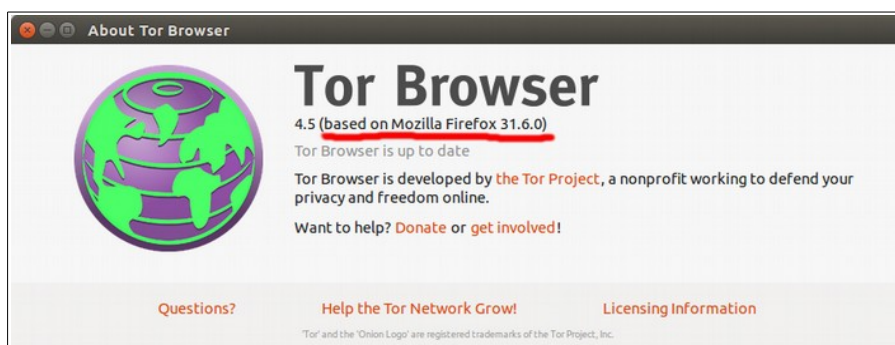 About Tor Browser
Tor Browser
4.5 (based on Mozilla Firefox 31.6.0)
Tor Browser is up to date
Tor Browser is developed by the Tor Project, a nonprofit working to defend your
privacy and freedom online.
Want to help? Donate or get involved!
Questions? Help the Tor Network Grow! Licensing Information
'Tor' and the 'Onion Logo' are registered trademarks of the Tor Project, Inc.